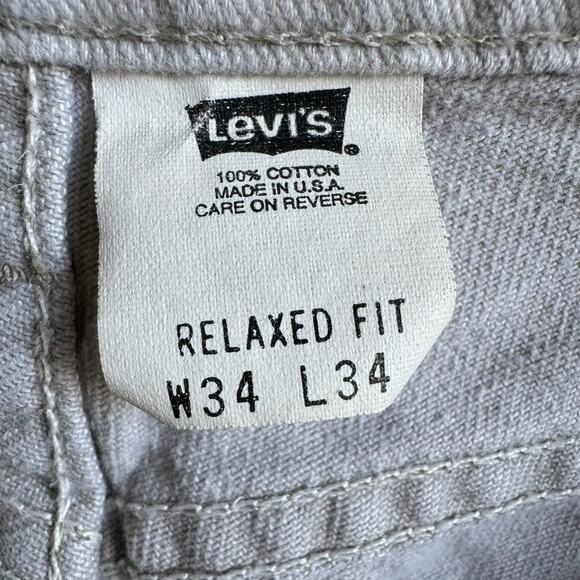 Levi's ®
100% COTTON
MADE IN U.S.A.
CARE ON REVERSE
RELAXED FIT
W34 L34